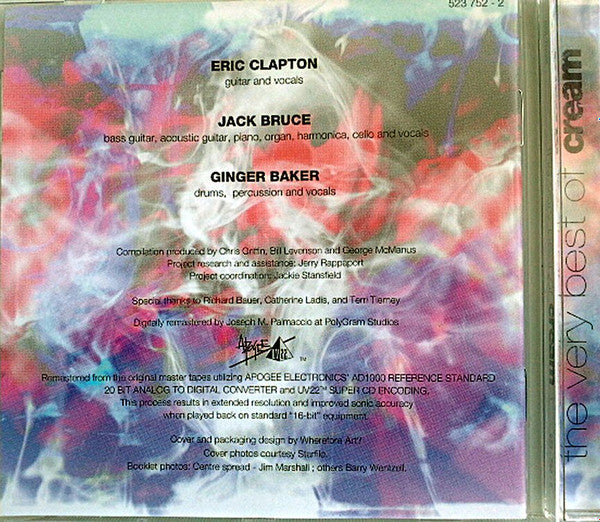 523 752 - 2
ERIC CLAPTON
guitar and vocals
JACK BRUCE
bass guitar, acoustic guitar, piano, organ, harmonica, cello and vocals
GINGER BAKER
drums, percussion and vocals
Compilation produced by Chris Griffin, Bill Levenson and George McManus
Project research and assistance: Jerry Rappaport
Project coordination: Jackie Stansfield
Special thanks to Richard Bauer, Catherine Ladis, and Terri Tierney
Digitally remastered by Joseph M. Palmaccio at PolyGram Studios
APOGEE UV22 ™
Remastered from the original master tapes utilizing APOGEE ELECTRONICS' AD1000 REFERENCE STANDARD
20 BIT ANALOG TO DIGITAL CONVERTER and UV22™ SUPER CD ENCODING.
This process results in extended resolution and improved sonic accuracy
when played back on standard "16-bit" equipment.
Cover and packaging design by Wherefore Art?
Cover photos courtesy Starfile.
Booklet photos: Centre spread - Jim Marshall ; others Barry Wentzell.
the very best of cream